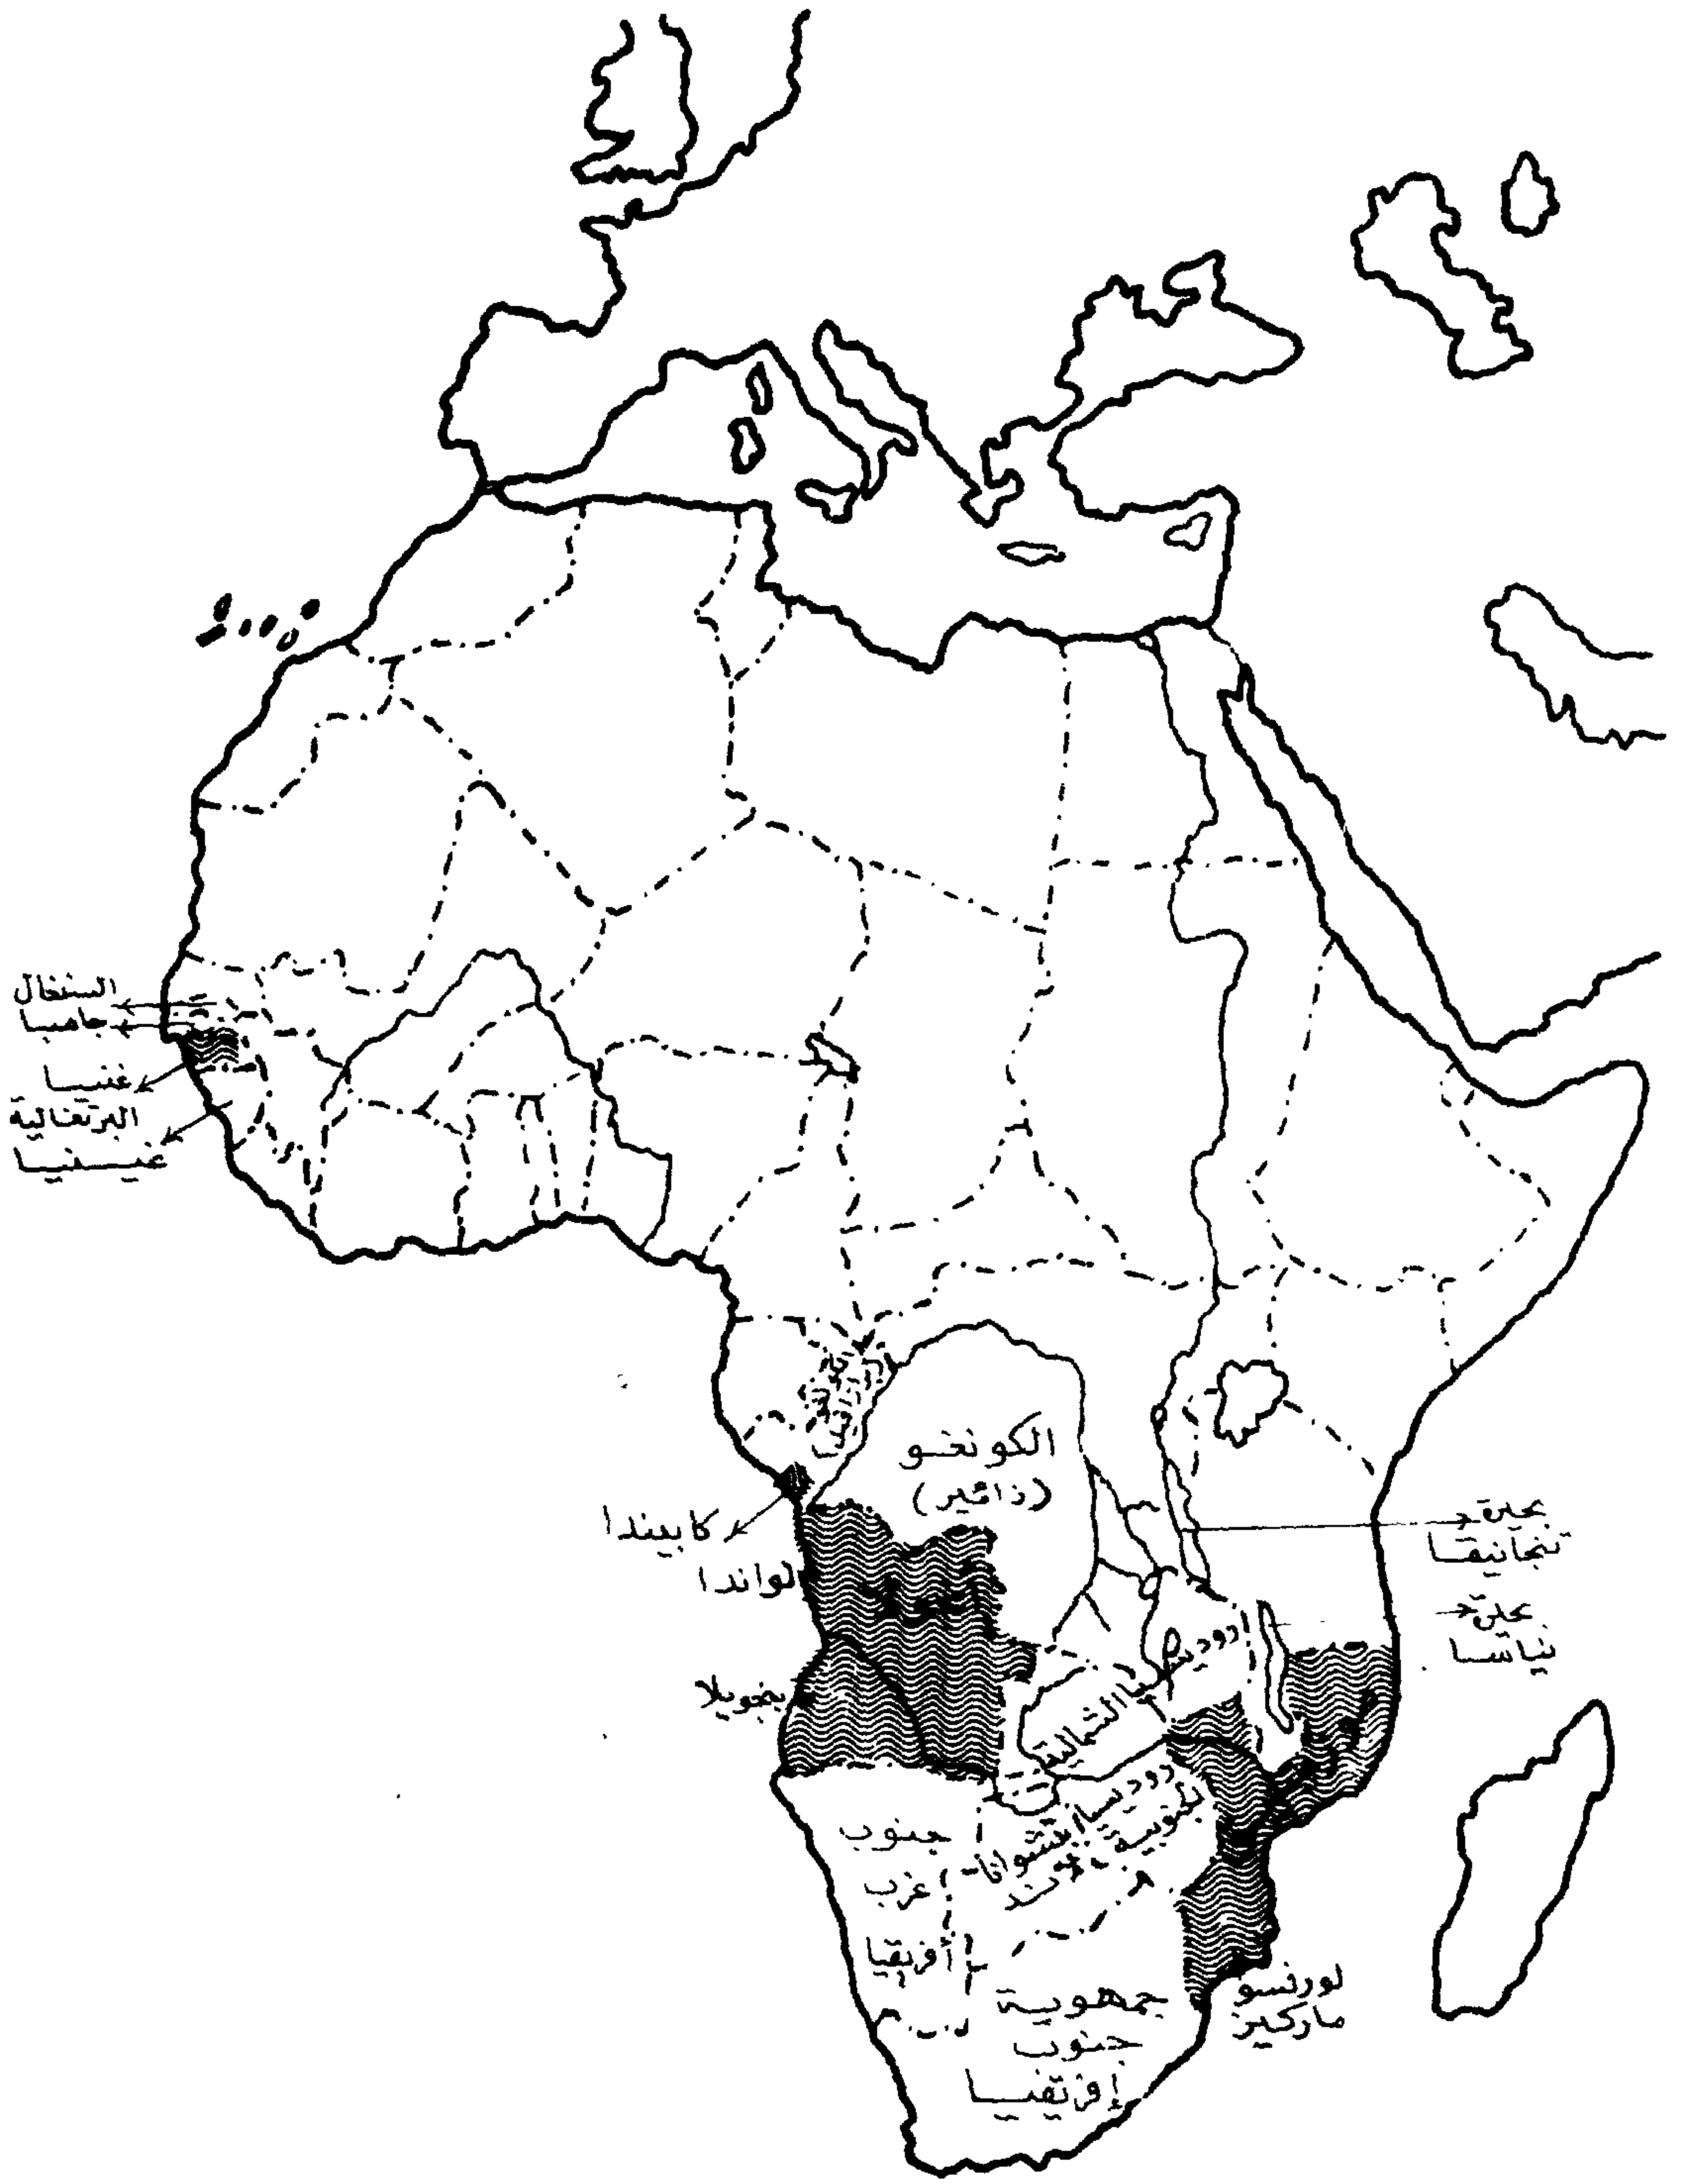 السنغال
جامبيا
غنيا
البرتغالية
غينيا
الكونغو
(زائير)
كابيندا
لواندا
بحيرة
تنجانيقا
بحيرة
نياسا
بنجويلا
روديسيا الشمالية
روديسيا
الجنوبية
جنوب
غرب
أفريقيا
جمهورية
جنوب
إفريقيا
لورنسو
ماركيز